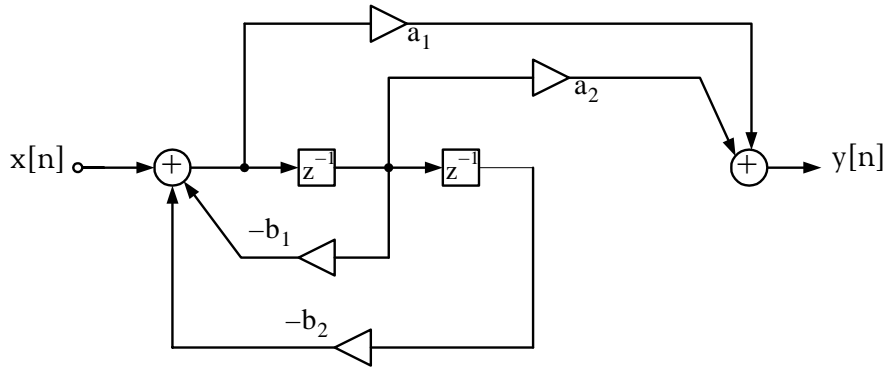 a₁
a₂
x[n] + z⁻¹ z⁻¹ + y[n]
–b₁
–b₂